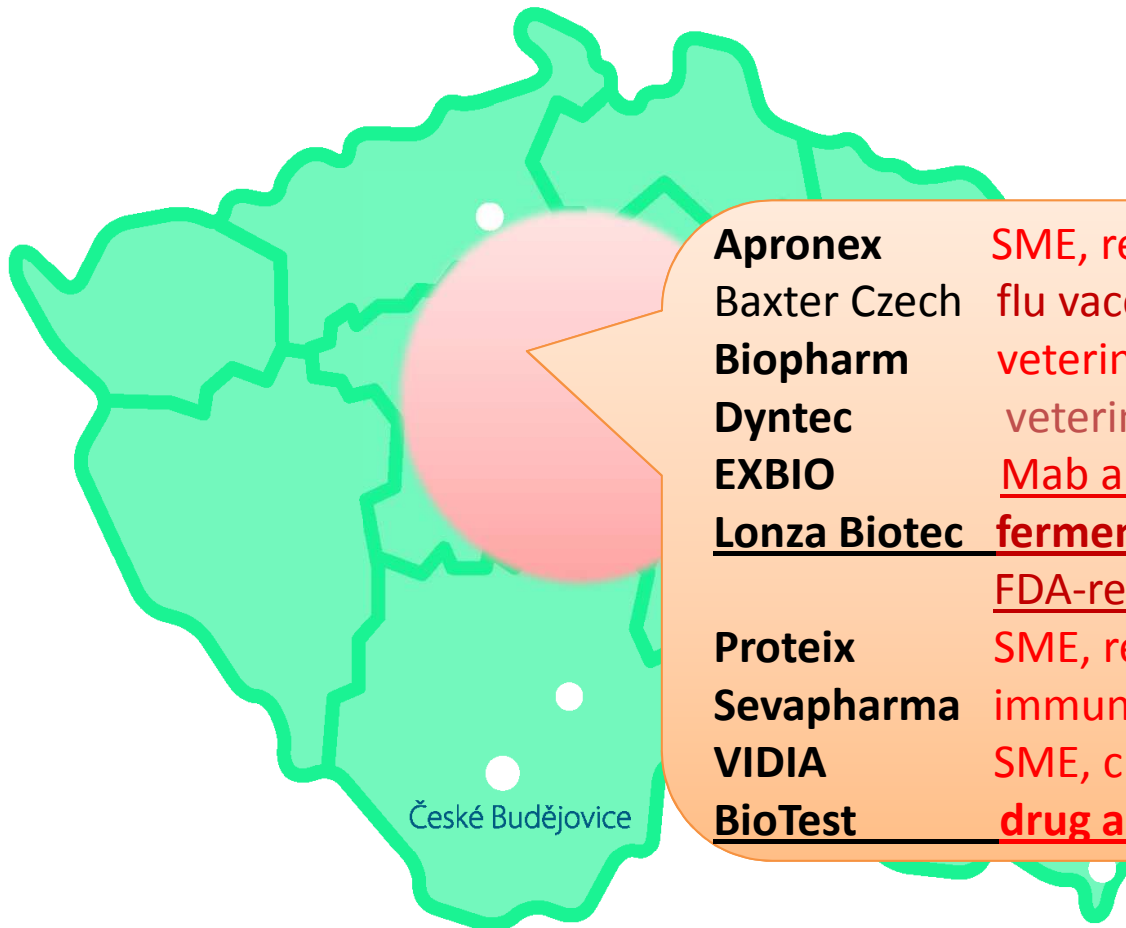 Apronex SME, re
Baxter Czech flu vacc
Biopharm veterin
Dyntec veterin
EXBIO Mab a
Lonza Biotec fermen
FDA-re
Proteix SME, re
Sevapharma immun
VIDIA SME, c
BioTest drug a
České Budějovice